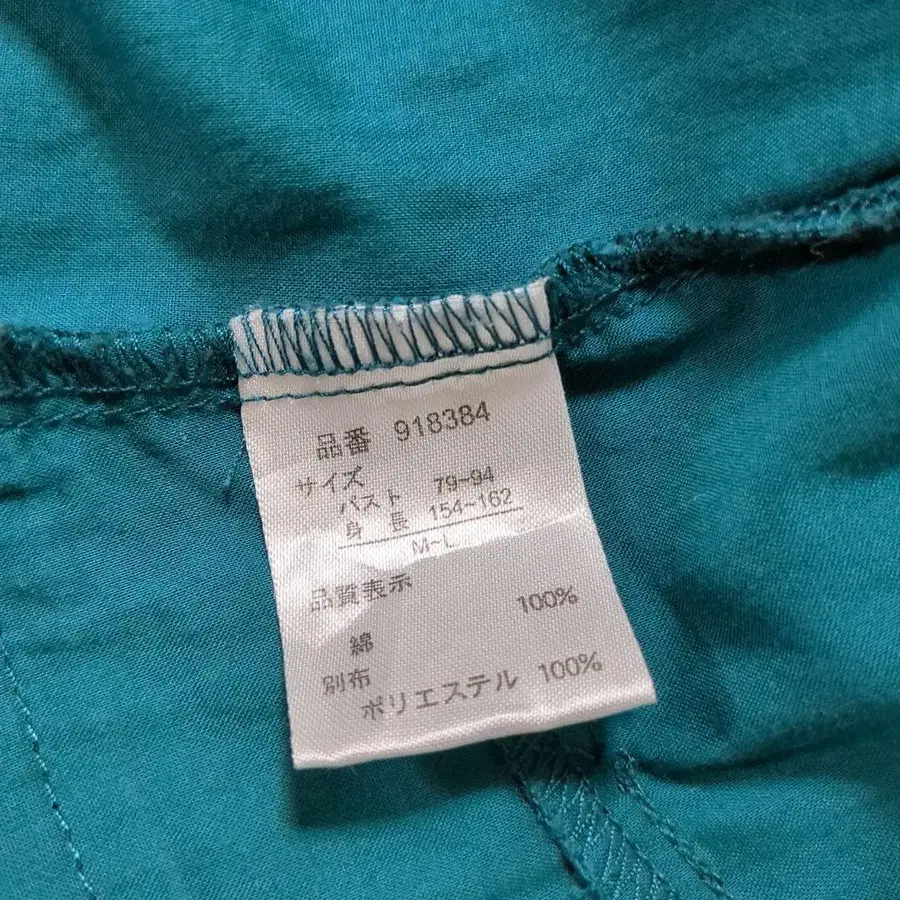 品番 918384
サイズ
バスト 79-94
身長 154-162
M~L
品質表示
綿 100%
別布
ポリエステル 100%